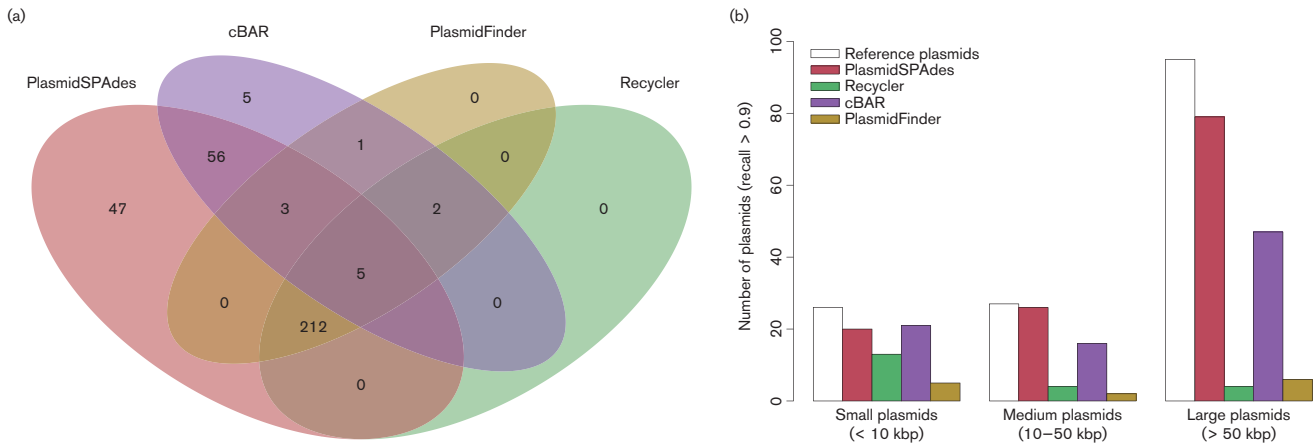 (a)
cBAR
PlasmidFinder
PlasmidSPAdes
Recycler
5
0
56
1
0
47
3
2
0
5
0
212
0
0
(b)
Number of plasmids (recall > 0.9)
100
80
60
40
20
0
Reference plasmids
PlasmidSPAdes
Recycler
cBAR
PlasmidFinder
Small plasmids
(< 10 kbp)
Medium plasmids
(10–50 kbp)
Large plasmids
(> 50 kbp)